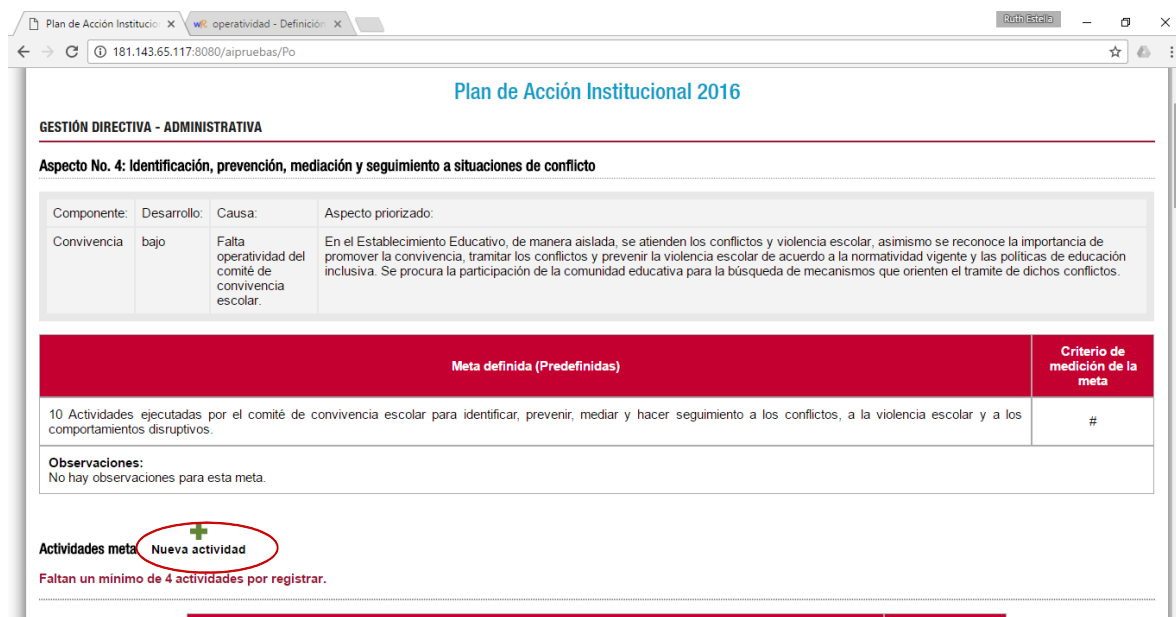 Plan de Acción Institucio
wR operatividad - Definición
Ruth Estella
181.143.65.117:8080/aipruebas/Po
Plan de Acción Institucional 2016
GESTIÓN DIRECTIVA - ADMINISTRATIVA
Aspecto No. 4: Identificación, prevención, mediación y seguimiento a situaciones de conflicto
Componente: Desarrollo: Causa: Aspecto priorizado:
Convivencia bajo Falta operatividad del comité de convivencia escolar.
En el Establecimiento Educativo, de manera aislada, se atienden los conflictos y violencia escolar, asimismo se reconoce la importancia de
promover la convivencia, tramitar los conflictos y prevenir la violencia escolar de acuerdo a la normatividad vigente y las políticas de educación
inclusiva. Se procura la participación de la comunidad educativa para la búsqueda de mecanismos que orienten el tramite de dichos conflictos.
Meta definida (Predefinidas)
Criterio de
medición de la
meta
10 Actividades ejecutadas por el comité de convivencia escolar para identificar, prevenir, mediar y hacer seguimiento a los conflictos, a la violencia escolar y a los
comportamientos disruptivos.
#
Observaciones:
No hay observaciones para esta meta.
Actividades meta Nueva actividad
Faltan un mínimo de 4 actividades por registrar.